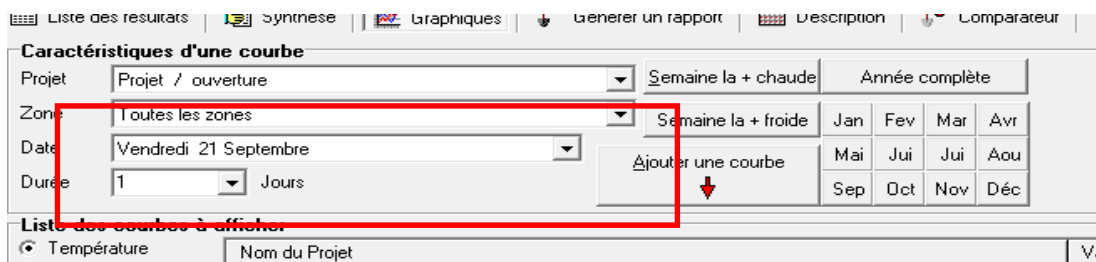 Liste des résultats Synthèse Graphiques Générer un rapport Description Comparateur
Caractéristiques d'une courbe
Projet Projet / ouverture Semaine la + chaude Année complète
Zone Toutes les zones Semaine la + froide Jan Fev Mar Avr
Date Vendredi 21 Septembre Ajouter une courbe Mai Jui Jui Aou
Durée 1 Jours Sep Oct Nov Déc
Liste des courbes à afficher
Température Nom du Projet